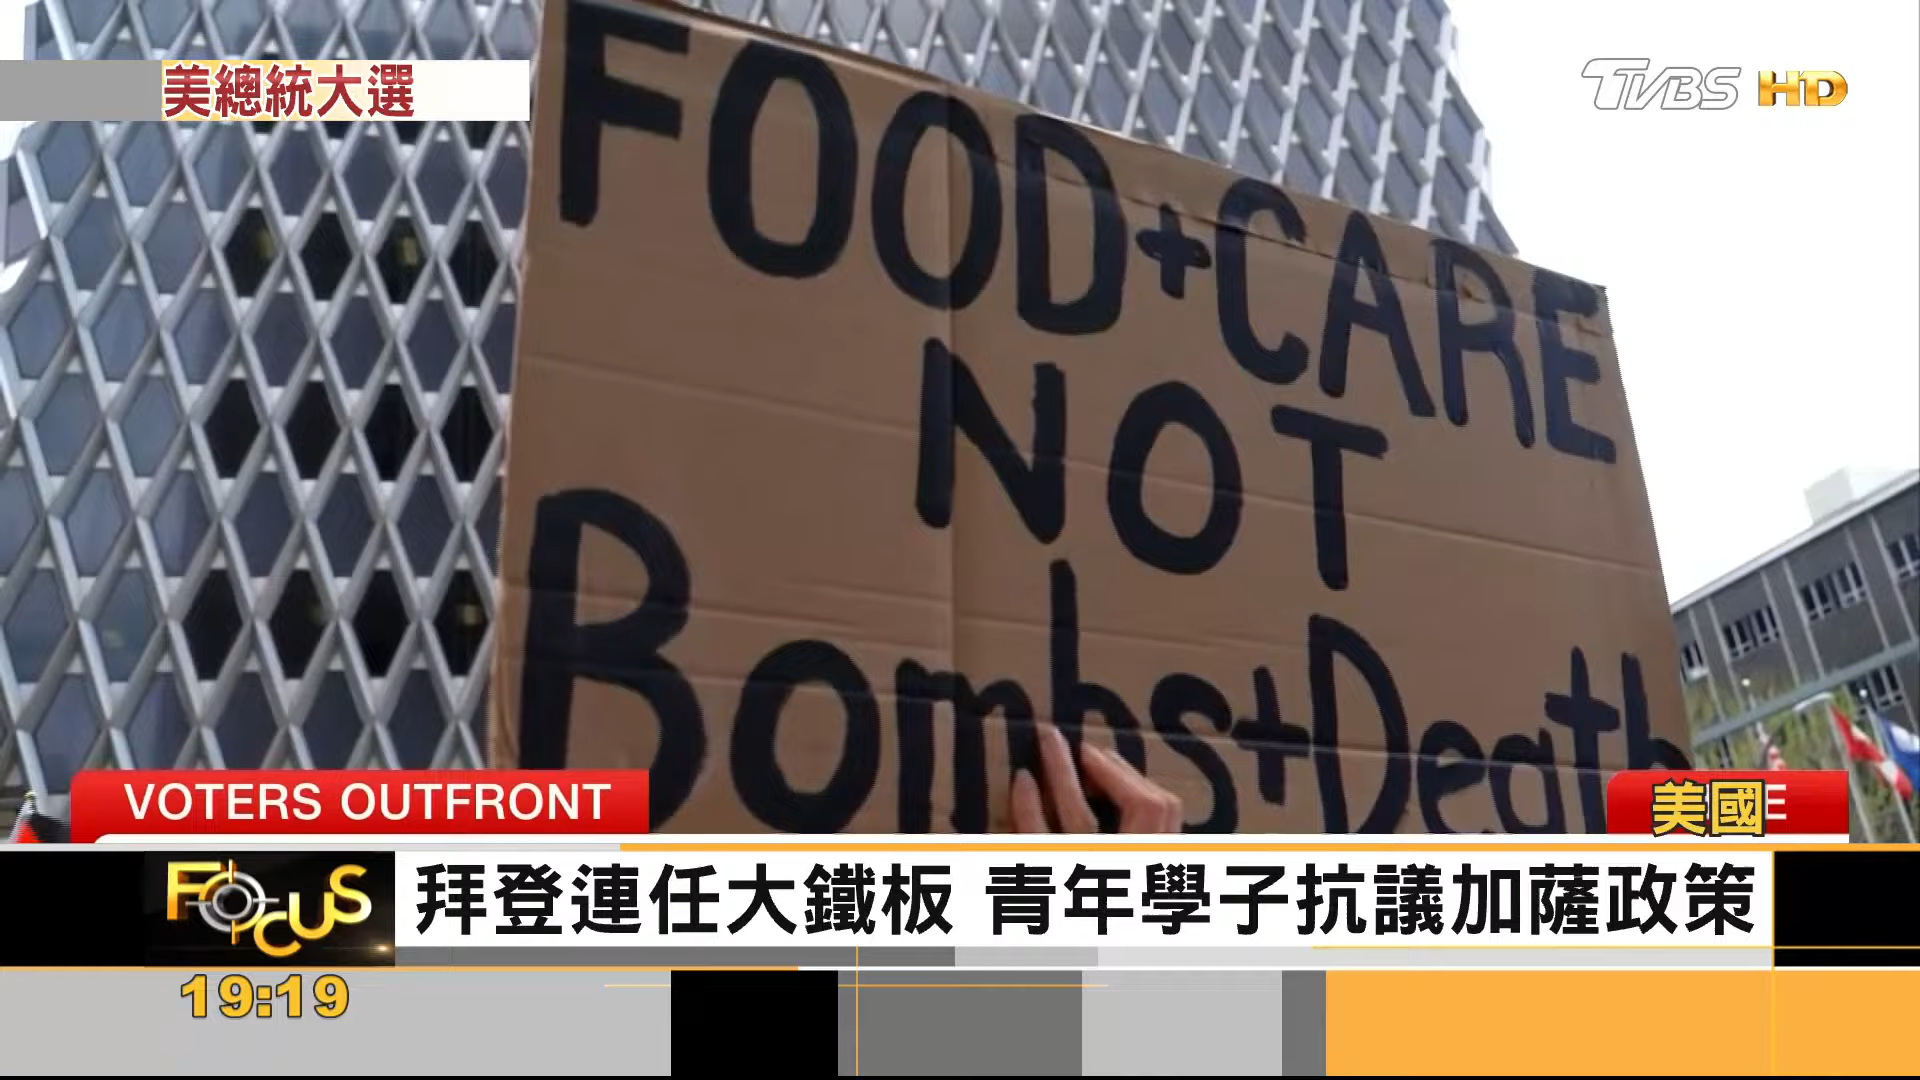 美總統大選
TVBS HD
FOOD+CARE
NOT
Bombs+Death
VOTERS OUTFRONT
美國
FOCUS
拜登連任大鐵板 青年學子抗議加薩政策
19:19